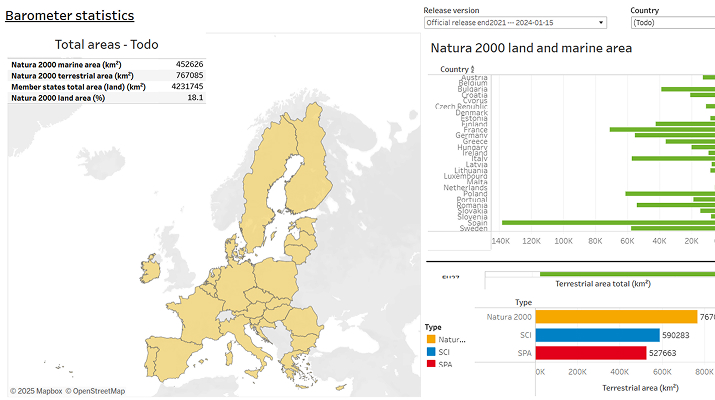 Barometer statistics
Total areas - Todo
Natura 2000 marine area (km²) 452626
Natura 2000 terrestrial area (km²) 767085
Member states total area (land) (km²) 4231745
Natura 2000 land area (%) 18.1
© 2025 Mapbox © OpenStreetMap
Release version
Official release end2021 --- 2024-01-15
Country
(Todo)
Natura 2000 land and marine area
Country
Austria
Belgium
Bulgaria
Croatia
Cyprus
Czech Republic
Denmark
Estonia
Finland
France
Germany
Greece
Hungary
Ireland
Italy
Latvia
Lithuania
Luxembourg
Malta
Netherlands
Poland
Portugal
Romania
Slovakia
Slovenia
Spain
Sweden
140K 120K 100K 80K 60K 40K 20K
EU27
Terrestrial area total (km²)
Type
Natur...
SCI
SPA
Type
Natura 2000 7670
SCI 590283
SPA 527663
0K 200K 400K 600K 800K
Terrestrial area (km²)